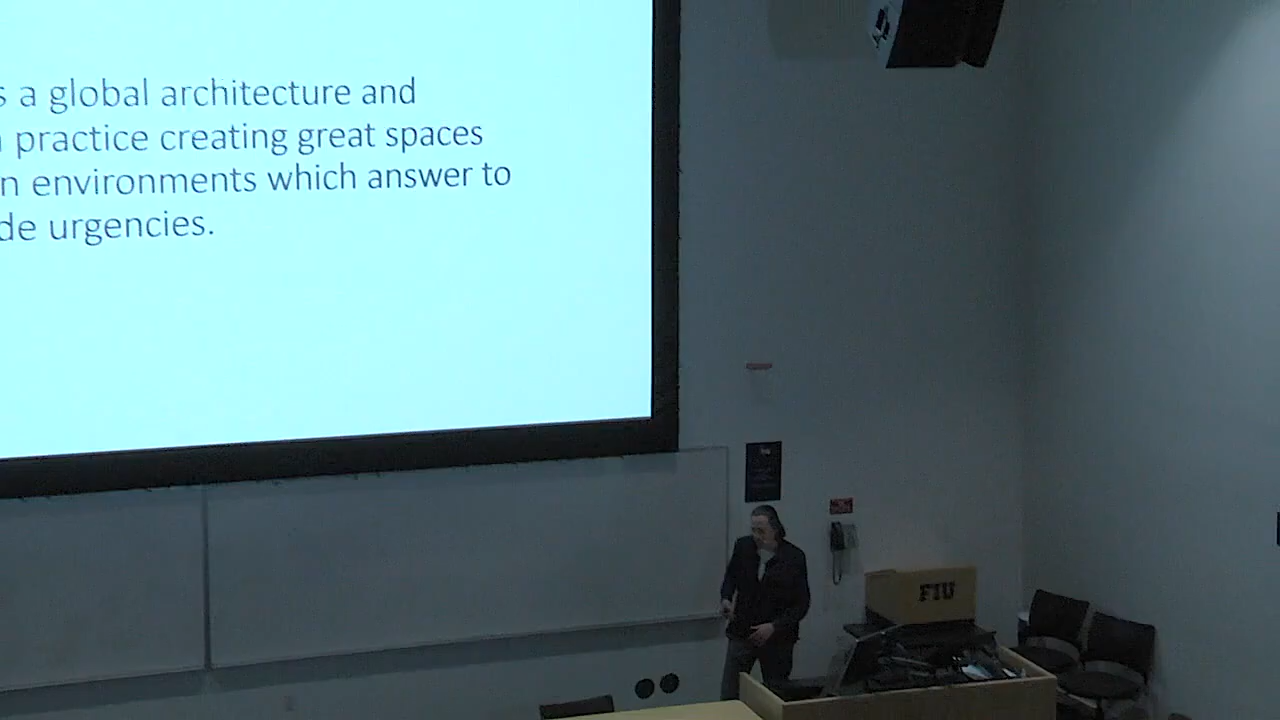 s a global architecture and
practice creating great spaces
n environments which answer to
de urgencies.
FIU